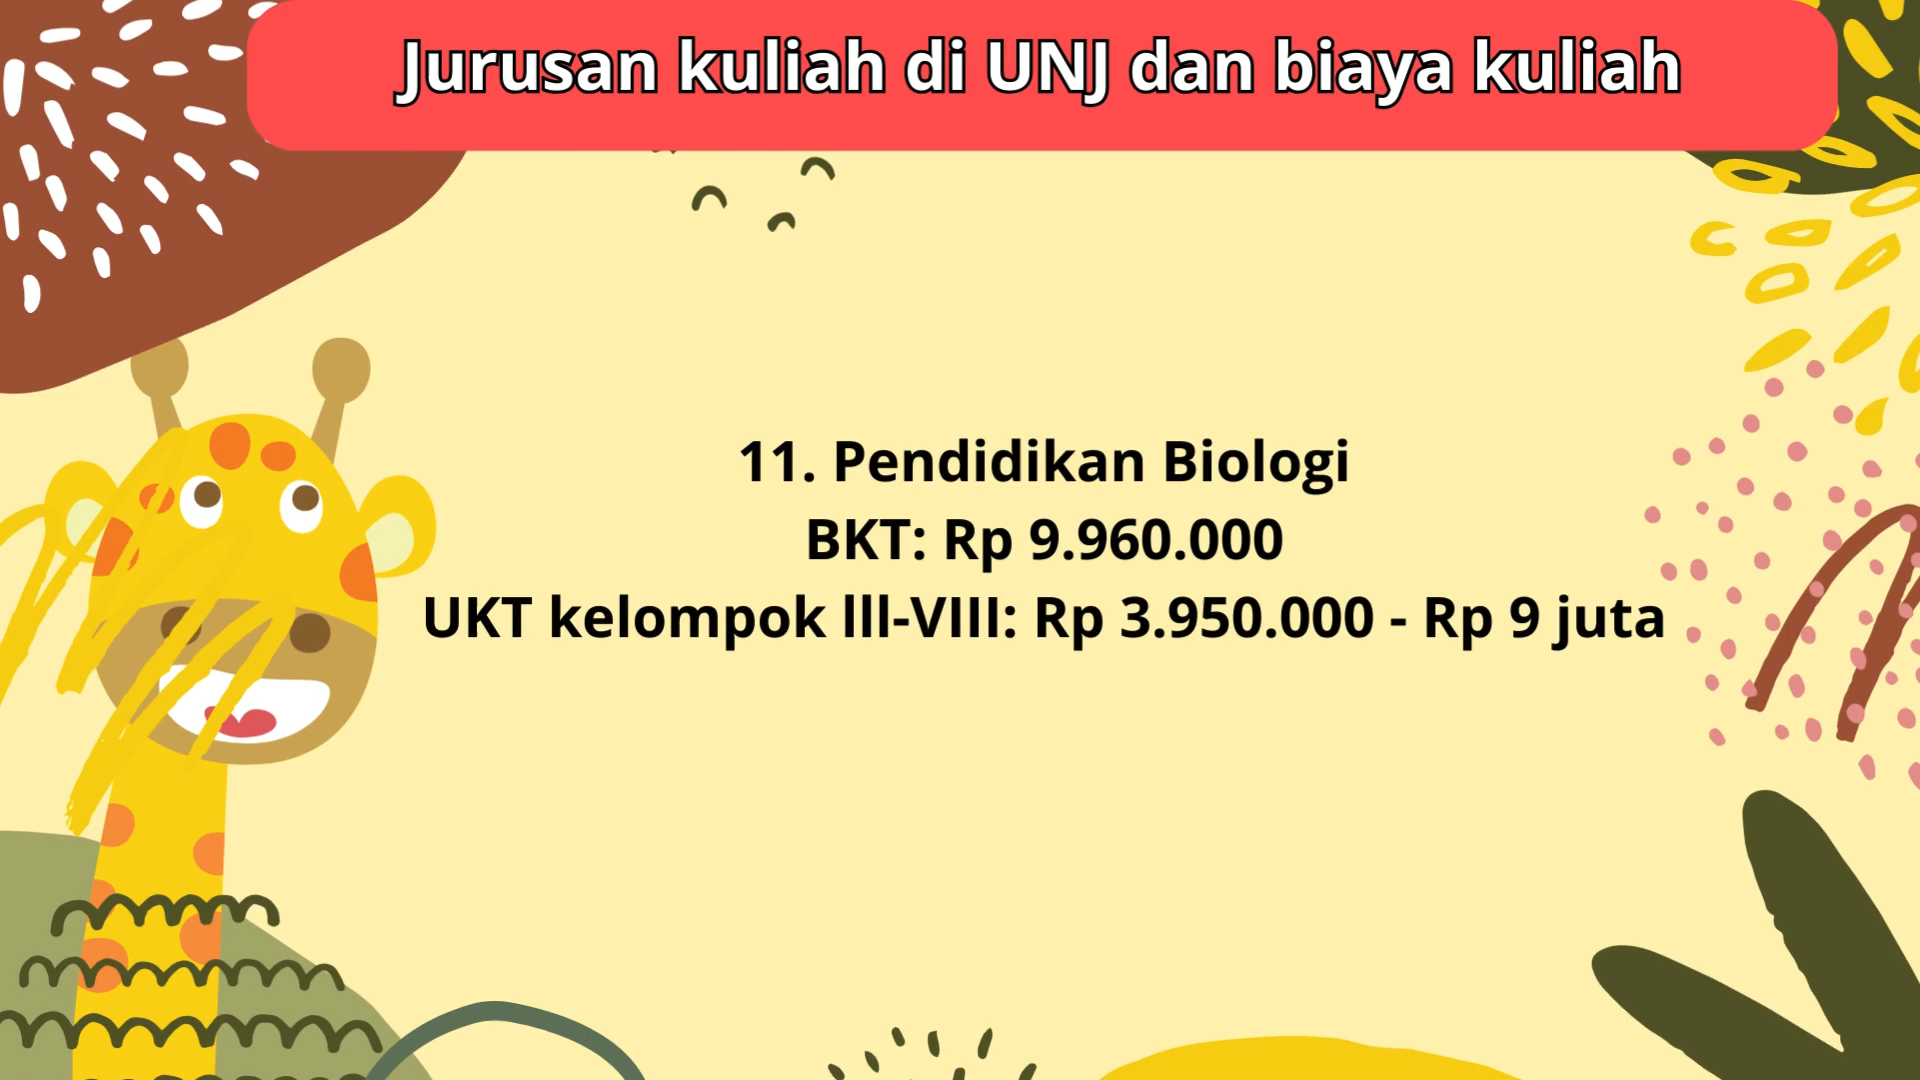 Jurusan kuliah di UNJ dan biaya kuliah
11. Pendidikan Biologi
BKT: Rp 9.960.000
UKT kelompok lll-VIII: Rp 3.950.000 - Rp 9 juta